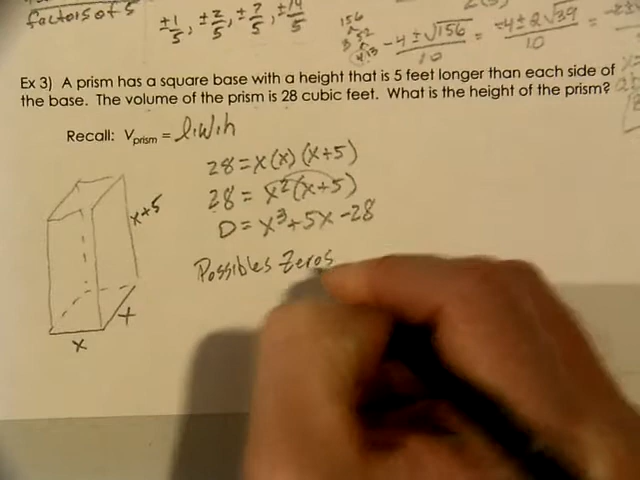 factors of 5
±1/5, ±2/5, ±7/5, ±14/5
156
-4 ± √156 / 10 = -4 ± 2√39 / 10 =
Ex 3) A prism has a square base with a height that is 5 feet longer than each side of
the base. The volume of the prism is 28 cubic feet. What is the height of the prism?
Recall: Vprism = l·w·h
28 = x(x)(x+5)
28 = x²(x+5)
0 = x³+5x-28
Possibles Zeros
x+5
x
x